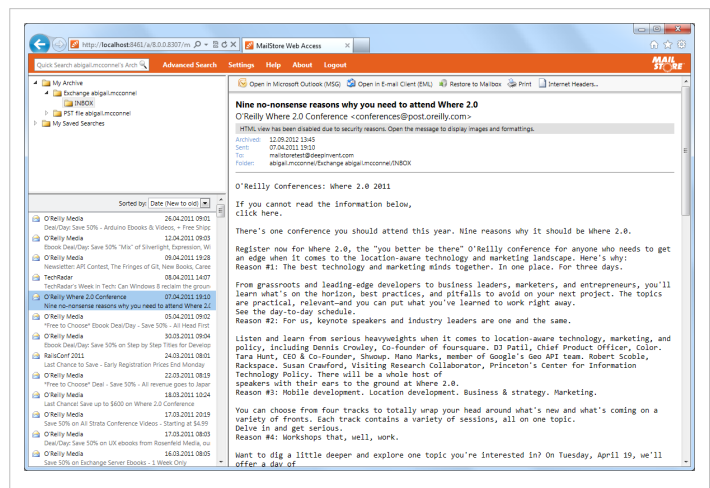 http://localhost:8461/a/8.0.0.8307/m
MailStore Web Access
Quick Search abigail.mcconnel's Arch
Advanced Search Settings Help About Logout
MAIL STORE
My Archive
Exchange abigail.mcconnel
INBOX
PST file abigail.mcconnel
My Saved Searches
Sorted by: Date (New to old)
O'Reilly Media 26.04.2011 09:01
Deal/Day: Save 50% - Arduino Ebooks & Videos, + Free Shipp
O'Reilly Media 12.04.2011 09:03
Ebook Deal/Day: Save 50% "Mix" of Silverlight, Expression, Wi
O'Reilly Media 09.04.2011 19:28
Newsletter: API Contest, The Fringes of Git, New Books, Caree
TechRadar 08.04.2011 14:07
TechRadar's Week in Tech: Can Windows 8 reclaim the groun
O'Reilly Where 2.0 Conference 07.04.2011 19:10
Nine no-nonsense reasons why you need to attend Where 2.(
O'Reilly Media 05.04.2011 09:02
*Free to Choose* Ebook Deal/Day - Save 50% - All Head First
O'Reilly Media 30.03.2011 09:04
Ebook Deal/Day: Save 50% on Step by Step Titles for Develop
RailsConf 2011 24.03.2011 08:01
Last Chance to Save - Early Registration Prices End Monday
O'Reilly Media 22.03.2011 08:19
*Free to Choose* Deal - Save 50% - All revenue goes to Japar
O'Reilly Media 18.03.2011 10:24
Last Chance! Save up to $600 on Where 2.0 Conference
O'Reilly Media 17.03.2011 20:19
Save 50% on All Strata Conference Videos - Starting at $4.99
O'Reilly Media 17.03.2011 08:03
Deal/Day: Save 50% on UX ebooks from Rosenfeld Media, ou
O'Reilly Media 16.03.2011 08:05
Save 50% on Exchange Server Ebooks - 1 Week Only
Open in Microsoft Outlook (MSG) Open in E-mail Client (EML) Restore to Mailbox Print Internet Headers...
Nine no-nonsense reasons why you need to attend Where 2.0
O'Reilly Where 2.0 Conference <conferences@post.oreilly.com>
HTML view has been disabled due to security reasons. Open the message to display images and formattings.
Archived: 12.09.2012 13:45
Sent: 07.04.2011 19:10
To: mailstoretest@deepinvent.com
Folder: abigail.mcconnel/Exchange abigail.mcconnel/INBOX
O'Reilly Conferences: Where 2.0 2011
If you cannot read the information below,
click here.
There's one conference you should attend this year. Nine reasons why it should be Where 2.0.
Register now for Where 2.0, the "you better be there" O'Reilly conference for anyone who needs to get
an edge when it comes to the location-aware technology and marketing landscape. Here's why:
Reason #1: The best technology and marketing minds together. In one place. For three days.
From grassroots and leading-edge developers to business leaders, marketers, and entrepreneurs, you'll
learn what's on the horizon, best practices, and pitfalls to avoid on your next project. The topics
are practical, relevant—and you can put what you've learned to work right away.
See the day-to-day schedule.
Reason #2: For us, keynote speakers and industry leaders are one and the same.
Listen and learn from serious heavyweights when it comes to location-aware technology, marketing, and
policy, including Dennis Crowley, Co-founder of foursquare. DJ Patil, Chief Product Officer, Color.
Tara Hunt, CEO & Co-Founder, Shwowp. Mano Marks, member of Google's Geo API team. Robert Scoble,
Rackspace. Susan Crawford, Visiting Research Collaborator, Princeton's Center for Information
Technology Policy. There will be a whole host of
speakers with their ears to the ground at Where 2.0.
Reason #3: Mobile development. Location development. Business & strategy. Marketing.
You can choose from four tracks to totally wrap your head around what's new and what's coming on a
variety of fronts. Each track contains a variety of sessions, all on one topic.
Delve in and get serious.
Reason #4: Workshops that, well, work.
Want to dig a little deeper and explore one topic you're interested in? On Tuesday, April 19, we'll
offer a day of